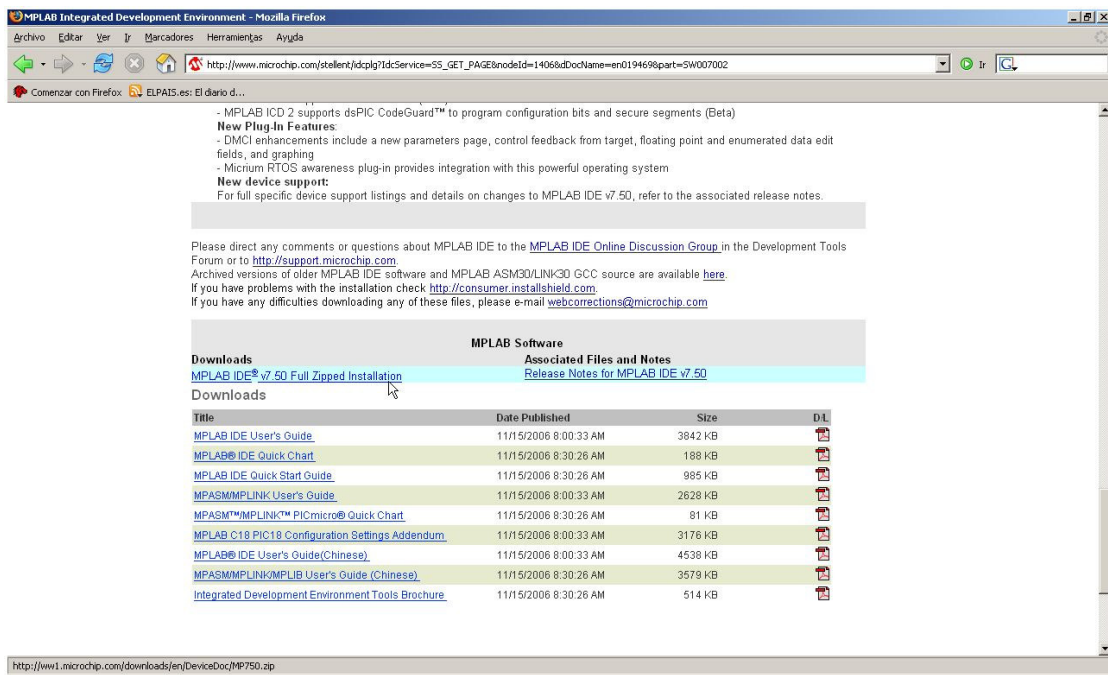 MPLAB Integrated Development Environment - Mozilla Firefox
Archivo Editar Ver Ir Marcadores Herramientas Ayuda
http://www.microchip.com/stellent/idcplg?IdcService=SS_GET_PAGE&nodeId=1406&dDocName=en019469&part=SW007002
Ir
Comenzar con Firefox ELPAIS.es: El diario d...
- MPLAB ICD 2 supports dsPIC CodeGuard™ to program configuration bits and secure segments (Beta)
New Plug-In Features:
- DMCI enhancements include a new parameters page, control feedback from target, floating point and enumerated data edit
fields, and graphing
- Micrium RTOS awareness plug-in provides integration with this powerful operating system
New device support:
For full specific device support listings and details on changes to MPLAB IDE v7.50, refer to the associated release notes.
Please direct any comments or questions about MPLAB IDE to the MPLAB IDE Online Discussion Group in the Development Tools
Forum or to http://support.microchip.com.
Archived versions of older MPLAB IDE software and MPLAB ASM30/LINK30 GCC source are available here.
If you have problems with the installation check http://consumer.installshield.com.
If you have any difficulties downloading any of these files, please e-mail webcorrections@microchip.com
MPLAB Software
Downloads Associated Files and Notes
MPLAB IDE® v7.50 Full Zipped Installation Release Notes for MPLAB IDE v7.50
Downloads
Title Date Published Size D/L
MPLAB IDE User's Guide 11/15/2006 8:00:33 AM 3842 KB
MPLAB® IDE Quick Chart 11/15/2006 8:30:26 AM 188 KB
MPLAB IDE Quick Start Guide 11/15/2006 8:30:26 AM 985 KB
MPASM/MPLINK User's Guide 11/15/2006 8:00:33 AM 2628 KB
MPASM™/MPLINK™ PICmicro® Quick Chart 11/15/2006 8:30:26 AM 81 KB
MPLAB C18 PIC18 Configuration Settings Addendum 11/15/2006 8:00:33 AM 3176 KB
MPLAB® IDE User's Guide(Chinese) 11/15/2006 8:00:33 AM 4538 KB
MPASM/MPLINK/MPLIB User's Guide (Chinese) 11/15/2006 8:30:26 AM 3579 KB
Integrated Development Environment Tools Brochure 11/15/2006 8:30:26 AM 514 KB
http://ww1.microchip.com/downloads/en/DeviceDoc/MP750.zip